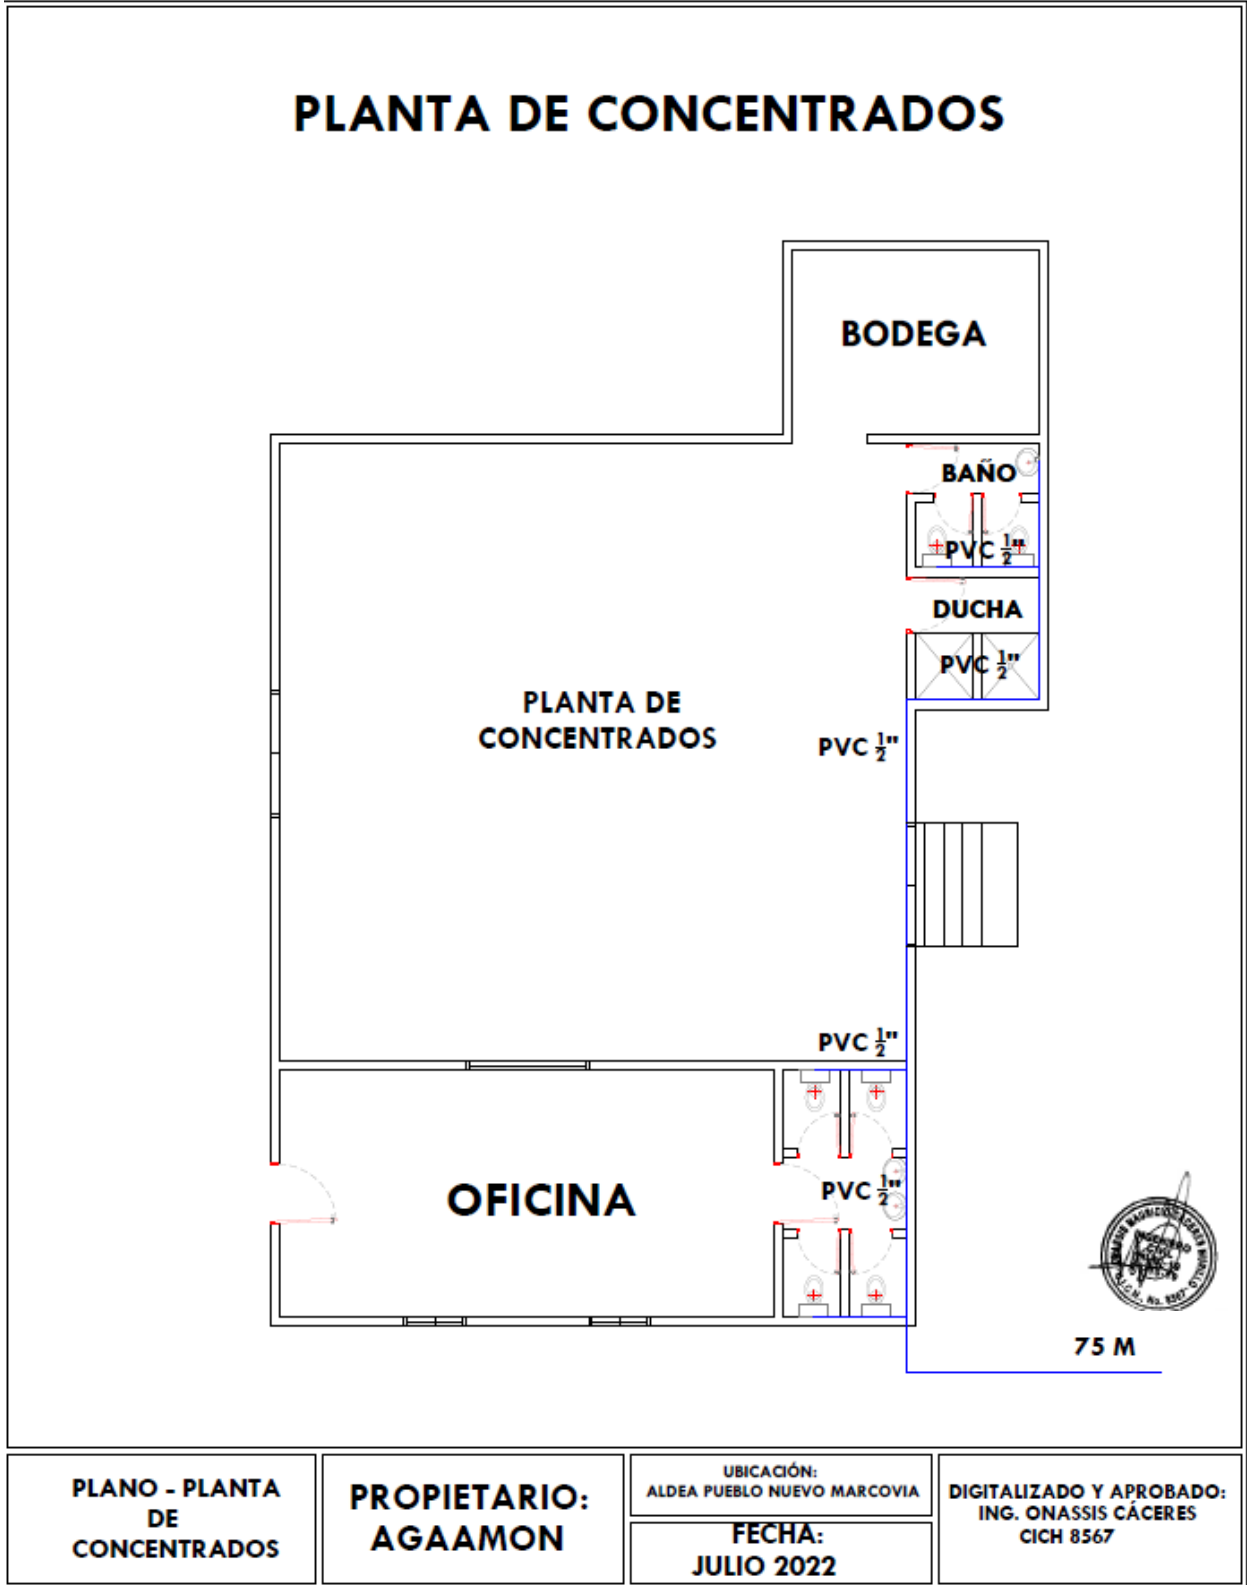 PLANTA DE CONCENTRADOS
BODEGA
BAÑO
PVC ½"
DUCHA
PVC ½"
PLANTA DE
CONCENTRADOS
PVC ½"
PVC ½"
OFICINA
PVC ½"
75 M
PLANO - PLANTA
DE
CONCENTRADOS
PROPIETARIO:
AGAAMON
UBICACIÓN:
ALDEA PUEBLO NUEVO MARCOVIA
FECHA:
JULIO 2022
DIGITALIZADO Y APROBADO:
ING. ONASSIS CÁCERES
CICH 8567